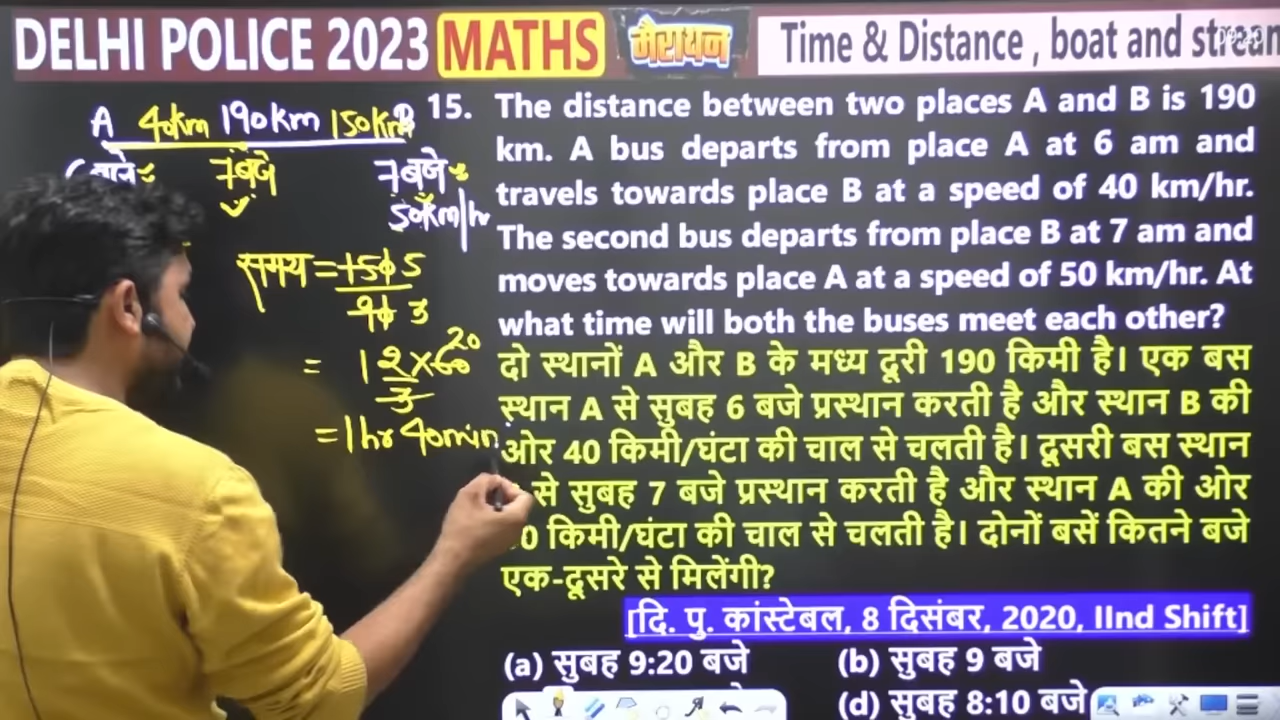 DELHI POLICE 2023 MATHS मैराथन Time & Distance , boat and stream
A 40km 190km 150km B
7बजे 7बजे
50km/hr
समय = 150 5
90 3
= 1 2 × 60 20
3
= 1hr 40min
15. The distance between two places A and B is 190
km. A bus departs from place A at 6 am and
travels towards place B at a speed of 40 km/hr.
The second bus departs from place B at 7 am and
moves towards place A at a speed of 50 km/hr. At
what time will both the buses meet each other?
दो स्थानों A और B के मध्य दूरी 190 किमी है। एक बस
स्थान A से सुबह 6 बजे प्रस्थान करती है और स्थान B की
ओर 40 किमी/घंटा की चाल से चलती है। दूसरी बस स्थान
से सुबह 7 बजे प्रस्थान करती है और स्थान A की ओर
0 किमी/घंटा की चाल से चलती है। दोनों बसें कितने बजे
एक-दूसरे से मिलेंगी?
[दि. पु. कांस्टेबल, 8 दिसंबर, 2020, IInd Shift]
(a) सुबह 9:20 बजे (b) सुबह 9 बजे
(d) सुबह 8:10 बजे